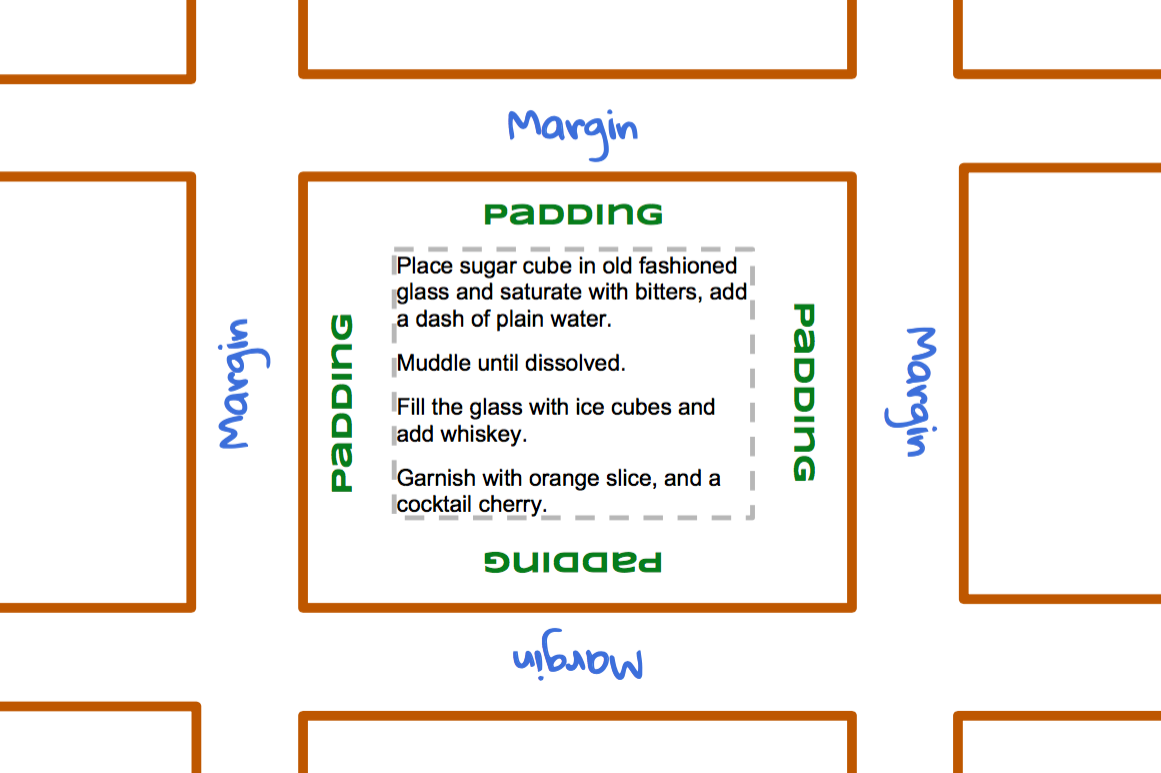 Margin
PaDDING
Place sugar cube in old fashioned
glass and saturate with bitters, add
a dash of plain water.
Muddle until dissolved.
Fill the glass with ice cubes and
add whiskey.
Garnish with orange slice, and a
cocktail cherry.
Margin
PaDDING
PaDDING
Margin
PaDDING
Margin